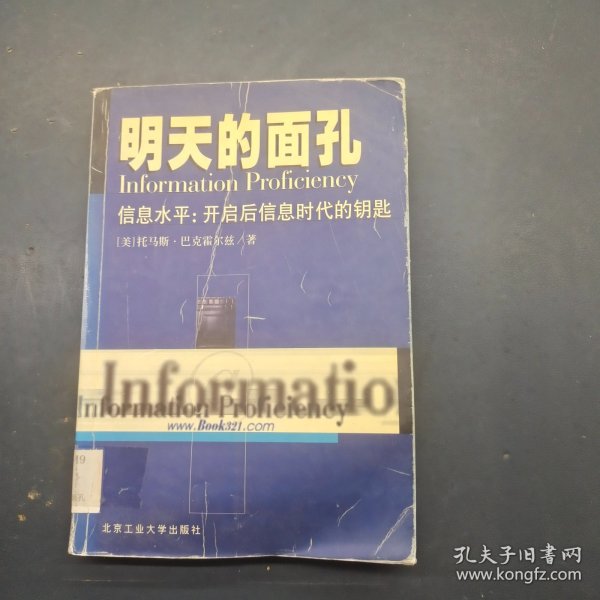 明天的面孔
Information Proficiency
信息水平：开启后信息时代的钥匙
[美]托马斯·巴克霍尔兹／著
@
Informatio
Information Proficiency
www.Book321.com
19
北京工业大学出版社
孔夫子旧书网
www.kongfz.com